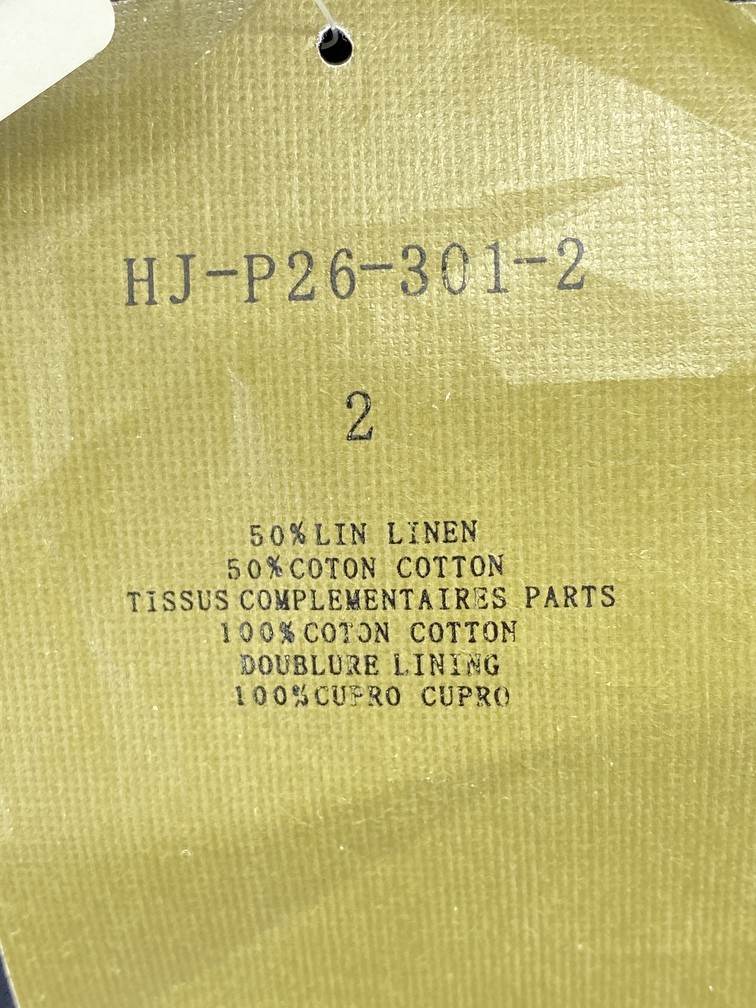 HJ-P26-301-2
2
50%LIN LINEN
50%COTON COTTON
TISSUS COMPLEMENTAIRES PARTS
100%COTON COTTON
DOUBLURE LINING
100%CUPRO CUPRO